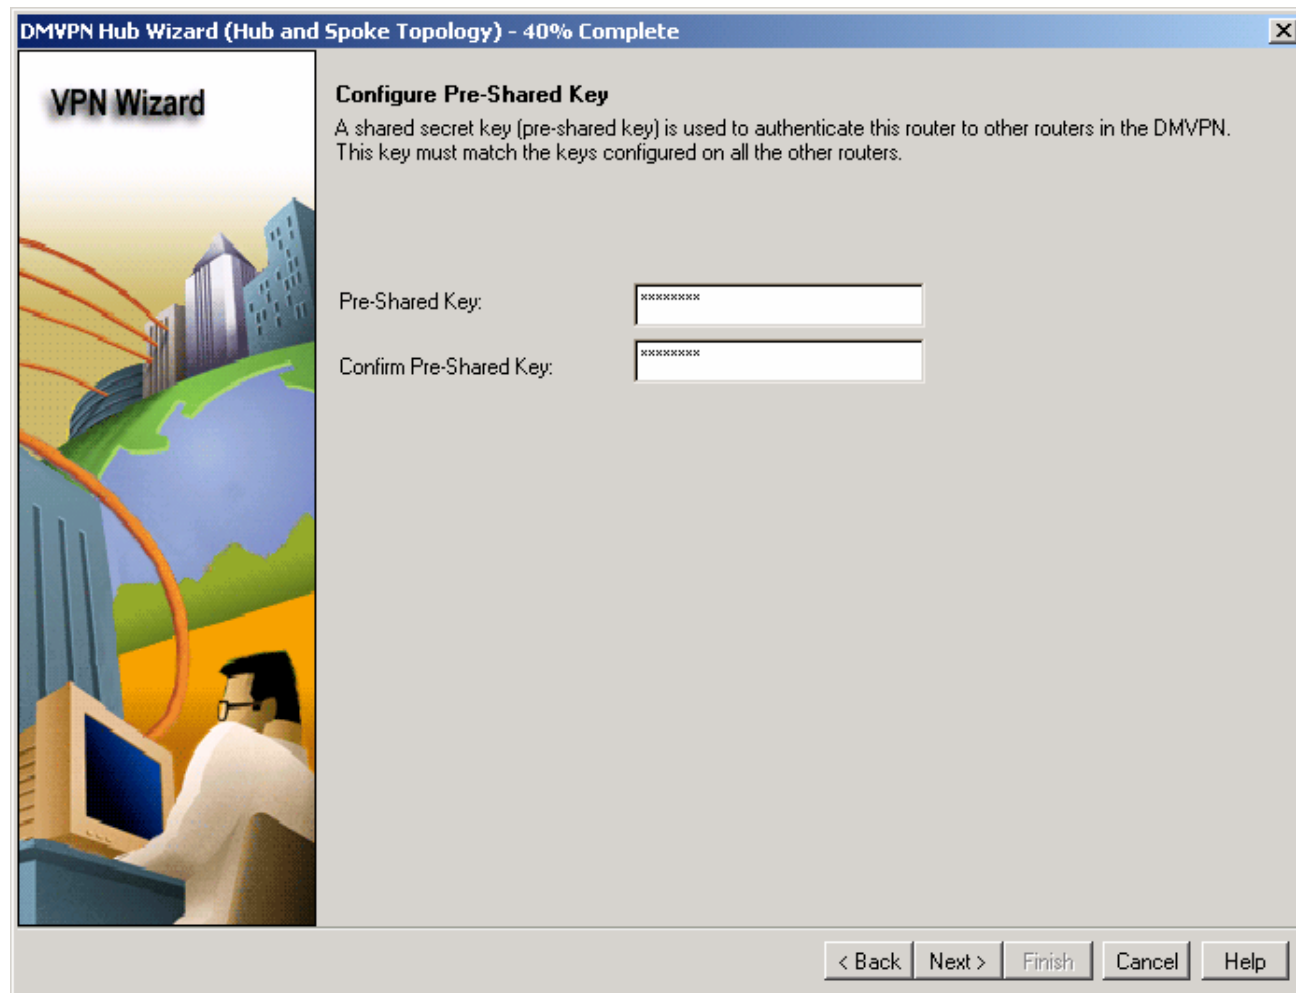 DMVPN Hub Wizard (Hub and Spoke Topology) - 40% Complete
VPN Wizard
Configure Pre-Shared Key
A shared secret key (pre-shared key) is used to authenticate this router to other routers in the DMVPN.
This key must match the keys configured on all the other routers.
Pre-Shared Key:
********
Confirm Pre-Shared Key:
********
< Back
Next >
Finish
Cancel
Help